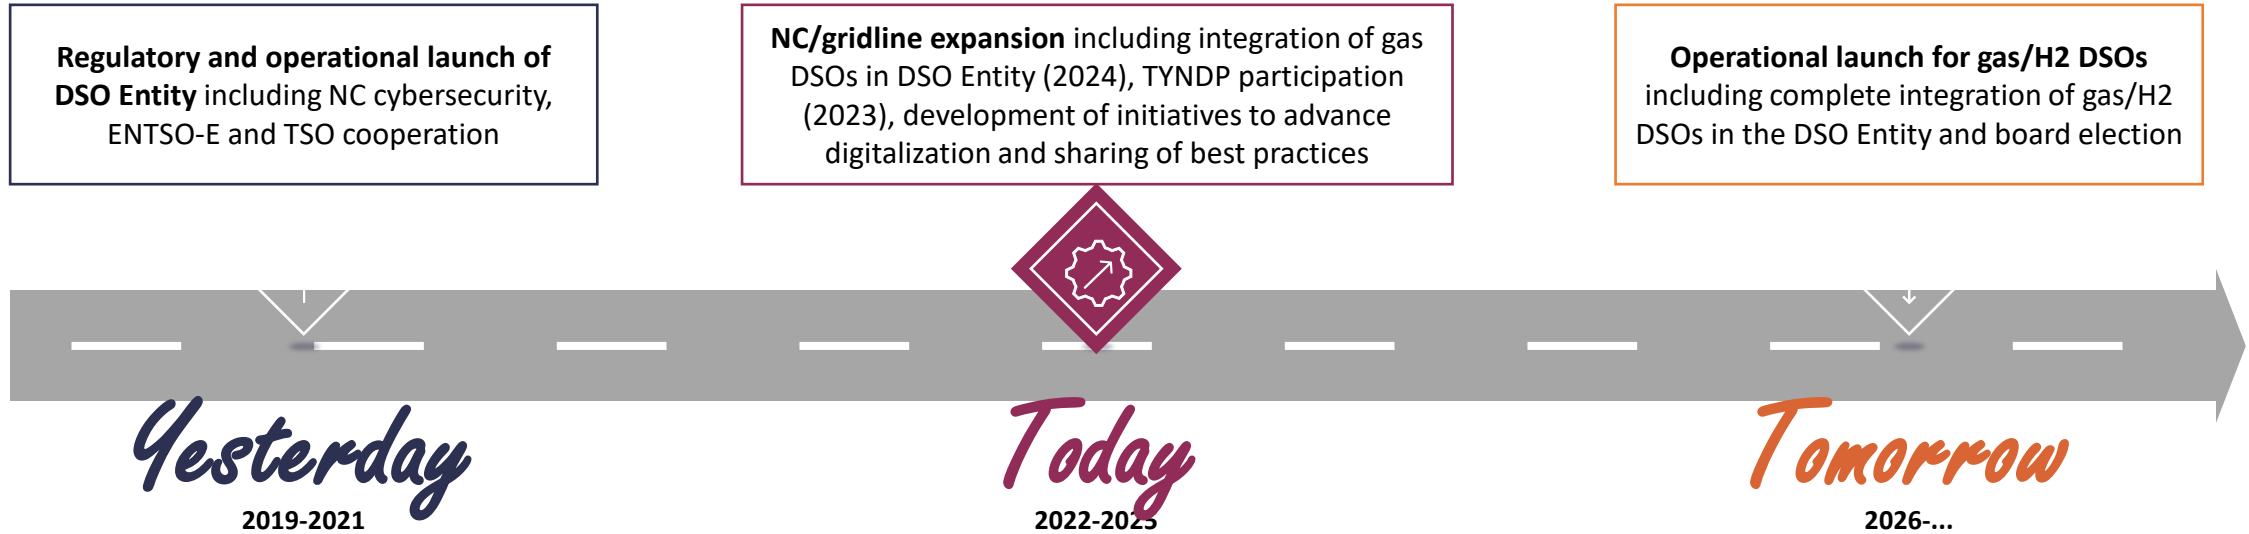 Regulatory and operational launch of
DSO Entity including NC cybersecurity,
ENTSO-E and TSO cooperation
NC/gridline expansion including integration of gas
DSOs in DSO Entity (2024), TYNDP participation
(2023), development of initiatives to advance
digitalization and sharing of best practices
Operational launch for gas/H2 DSOs
including complete integration of gas/H2
DSOs in the DSO Entity and board election
Yesterday
2019-2021
Today
2022-2025
Tomorrow
2026-...